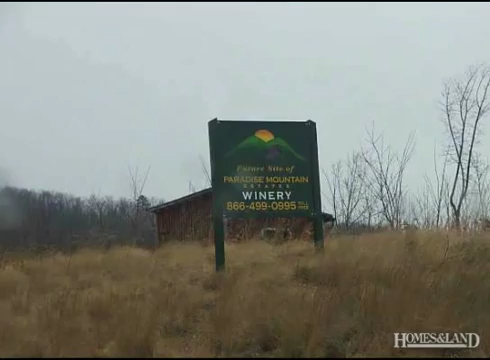 Future Site of
PARADISE MOUNTAIN
ESTATES
WINERY
866-499-0995
HOMES&LAND